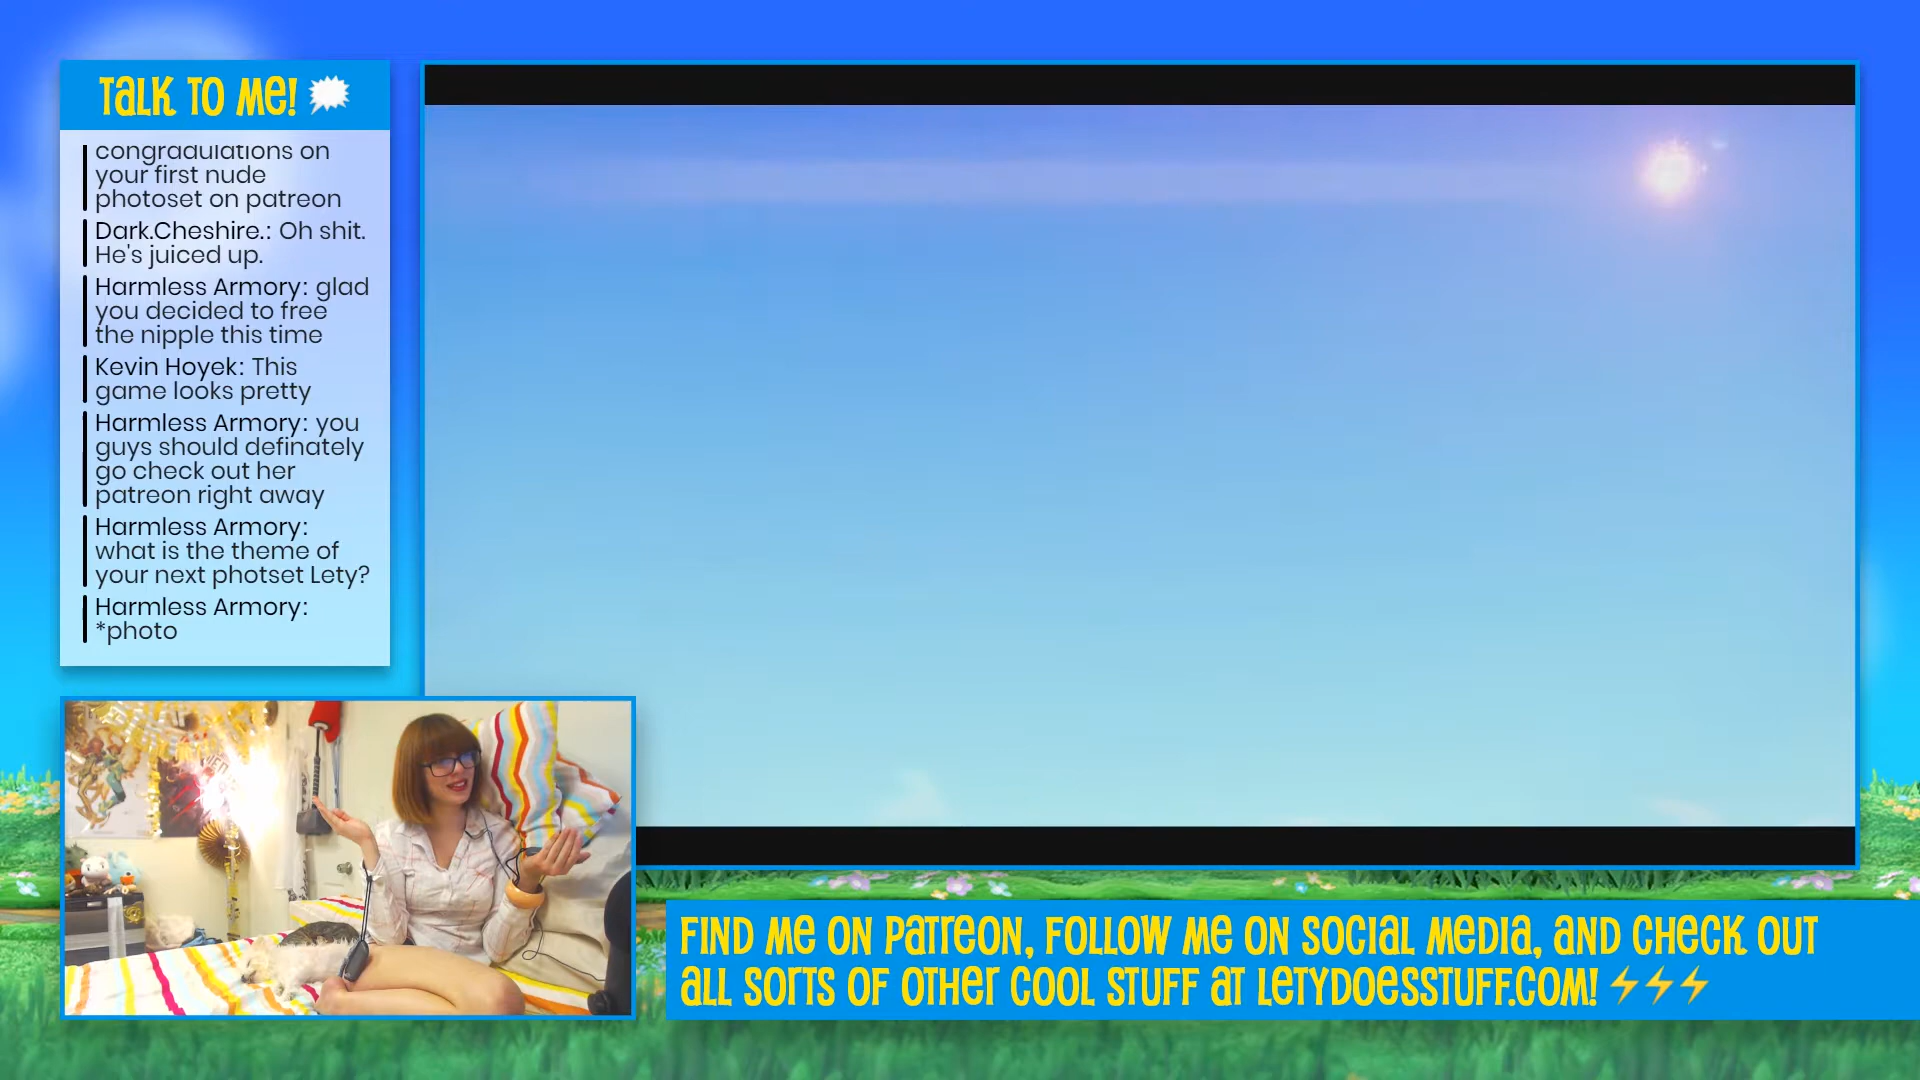 Talk to me!
congradulations on
your first nude
photoset on patreon
Dark.Cheshire.: Oh shit.
He's juiced up.
Harmless Armory: glad
you decided to free
the nipple this time
Kevin Hoyek: This
game looks pretty
Harmless Armory: you
guys should definately
go check out her
patreon right away
Harmless Armory:
what is the theme of
your next photset Lety?
Harmless Armory:
*photo
Find me on Patreon, follow me on social media, and check out
all sorts of other cool stuff at letydoesstuff.com! ⚡⚡⚡